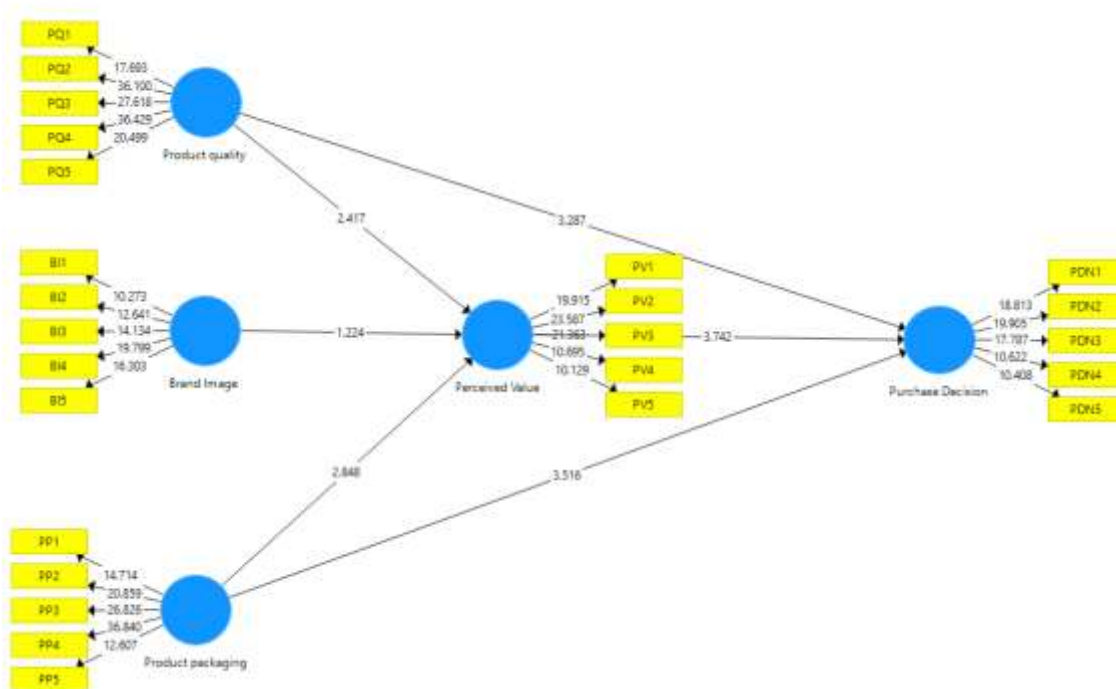 PQ1
17.693
PQ2
36.100
PQ3
27.618
PQ4
36.429
PQ5
20.499
Product quality
2.417
3.287
BI1
10.273
BI2
12.641
BI3
14.134
BI4
19.799
BI5
16.303
Brand Image
1.224
PV1
19.915
PV2
23.567
PV3
21.363
PV4
10.695
PV5
10.129
Perceived Value
3.742
PDN1
18.813
PDN2
19.905
PDN3
17.787
PDN4
10.622
PDN5
10.408
Purchase Decision
2.848
3.516
PP1
14.714
PP2
20.859
PP3
26.826
PP4
36.840
PP5
12.607
Product packaging